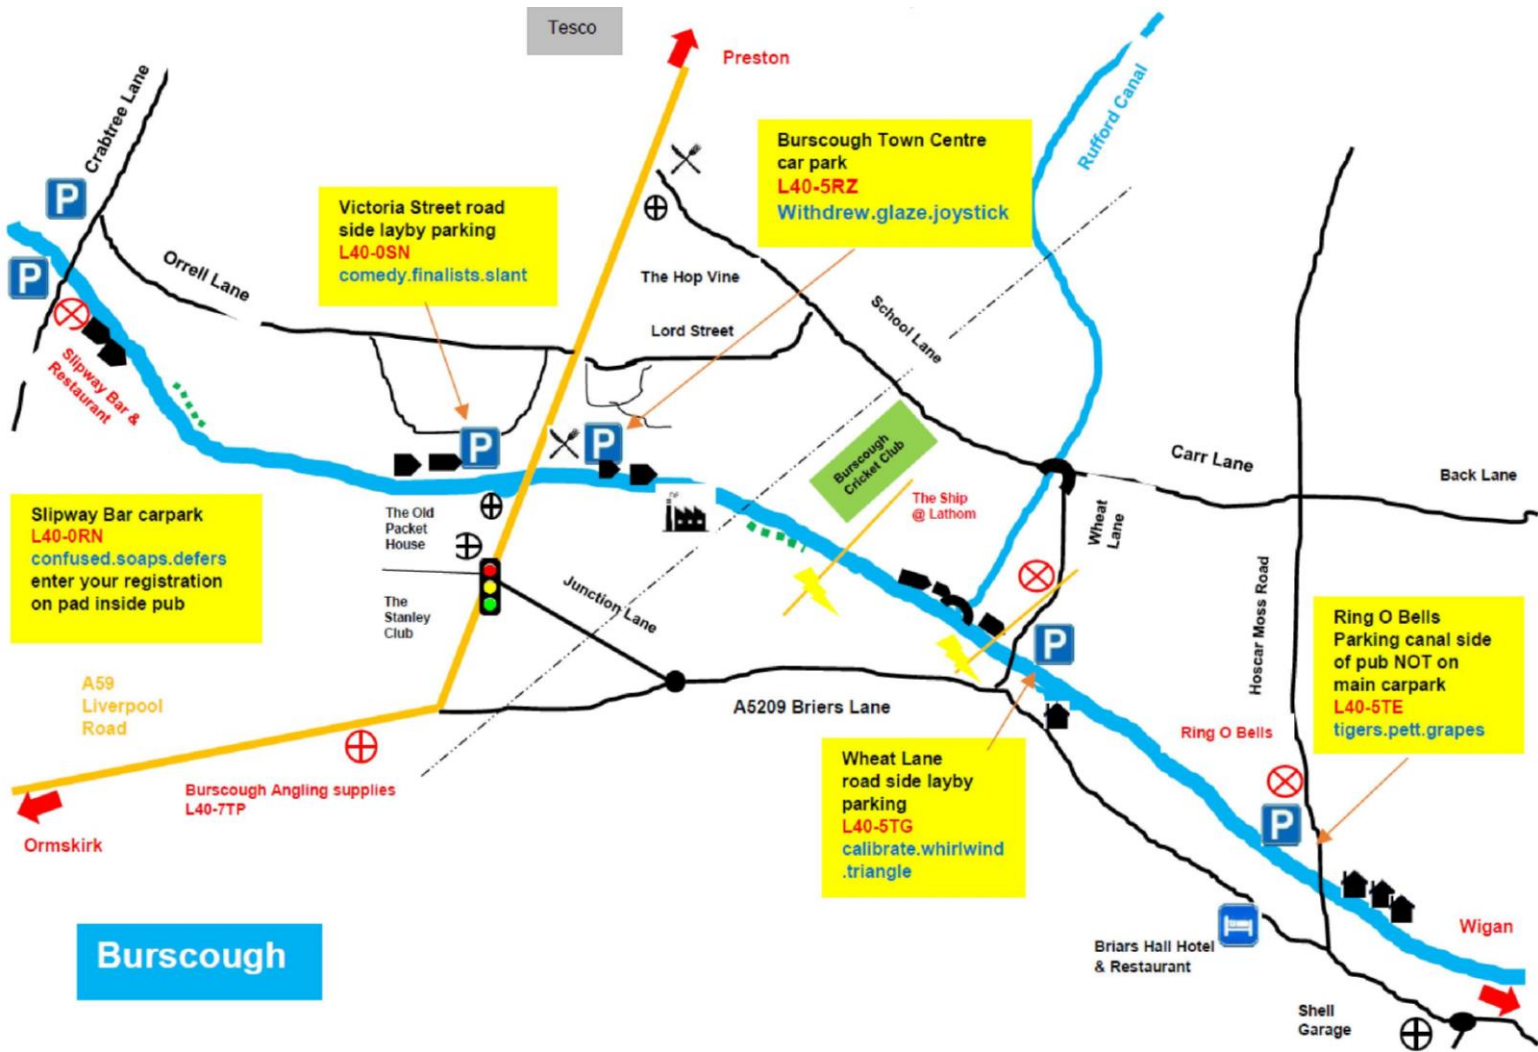 Tesco
Preston
Crabtree Lane
Rufford Canal
Burscough Town Centre
car park
L40-5RZ
Withdrew.glaze.joystick
P
Victoria Street road
side layby parking
L40-0SN
comedy.finalists.slant
P
Orrell Lane
The Hop Vine
Lord Street
School Lane
Slipway Bar &
Restaurant
P
P
Burscough
Cricket Club
Carr Lane
Back Lane
The Ship
@ Lathom
Wheat
Lane
Slipway Bar carpark
L40-0RN
confused.soaps.defers
enter your registration
on pad inside pub
The Old
Packet
House
The
Stanley
Club
Junction Lane
Hoscar Moss Road
Ring O Bells
Parking canal side
of pub NOT on
main carpark
L40-5TE
tigers.pett.grapes
P
A59
Liverpool
Road
A5209 Briers Lane
Ring O Bells
Burscough Angling supplies
L40-7TP
Ormskirk
Wheat Lane
road side layby
parking
L40-5TG
calibrate.whirlwind
.triangle
P
Wigan
Burscough
Briars Hall Hotel
& Restaurant
Shell
Garage